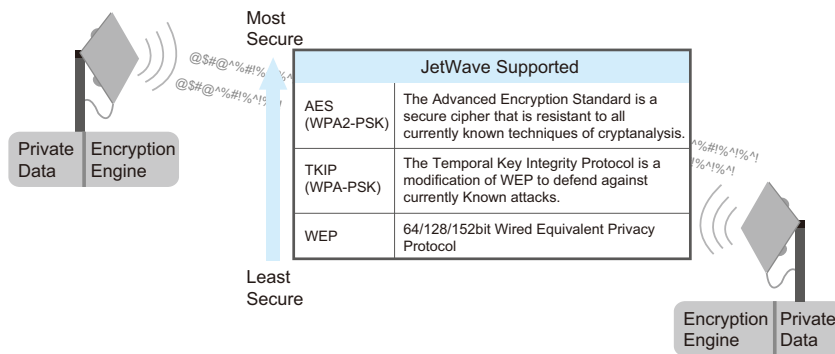 Most
Secure
@$#@^%#!%^!%^
@$#@^%#!%^!%^!
JetWave Supported
AES
(WPA2-PSK)
The Advanced Encryption Standard is a
secure cipher that is resistant to all
currently known techniques of cryptanalysis.
TKIP
(WPA-PSK)
The Temporal Key Integrity Protocol is a
modification of WEP to defend against
currently Known attacks.
WEP
64/128/152bit Wired Equivalent Privacy
Protocol
Private
Data
Encryption
Engine
^%#!%^!%^!
!%^!%^!
Least
Secure
Encryption
Engine
Private
Data